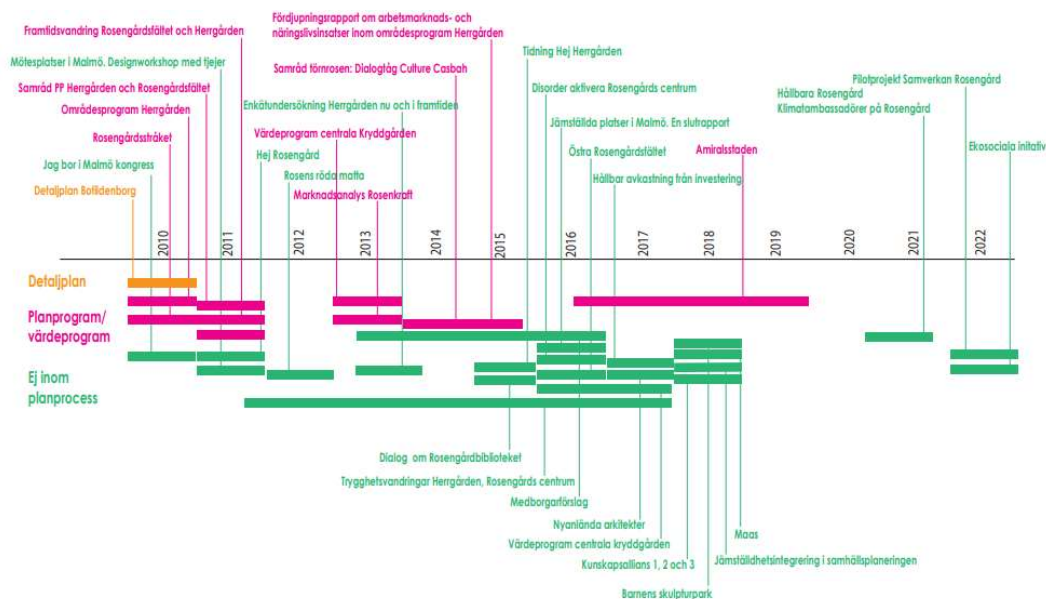 Fördjupningsrapport om arbetsmarknads- och
näringslivsinsatser inom områdesprogram Herrgården
Framtidsvandring Rosengårdsfältet och Herrgården
Tidning Hej Herrgården
Mötesplatser i Malmö. Designworkshop med tjejer
Samråd törnrosen: Dialogtåg Culture Casbah
Pilotprojekt Samverkan Rosengård
Samråd PP Herrgården och Rosengårdsfältet
Disorder aktivera Rosengårds centrum
Hållbara Rosengård
Klimatambassadörer på Rosengård
Områdesprogram Herrgården
Enkätundersökning Herrgården nu och i framtiden
Jämställda platser i Malmö. En slutrapport
Rosengårdsstråket
Värdeprogram centrala Kryddgården
Östra Rosengårdsfältet
Amiralsstaden
Ekosociala initativ
Jag bor i Malmö kongress
Hej Rosengård
Rosens röda matta
Hållbar avkastning från investering
Detaljplan Botildenborg
Marknadsanalys Rosenkraft
2010
2011
2012
2013
2014
2015
2016
2017
2018
2019
2020
2021
2022
Detaljplan
Planprogram/
värdeprogram
Ej inom
planprocess
Dialog om Rosengårdbiblioteket
Trygghetsvandringar Herrgården, Rosengårds centrum
Medborgarförslag
Nyanlända arkitekter
Maas
Värdeprogram centrala kryddgården
Kunskapsallians 1, 2 och 3
Jämställdhetsintegrering i samhällsplaneringen
Barnens skulpturpark